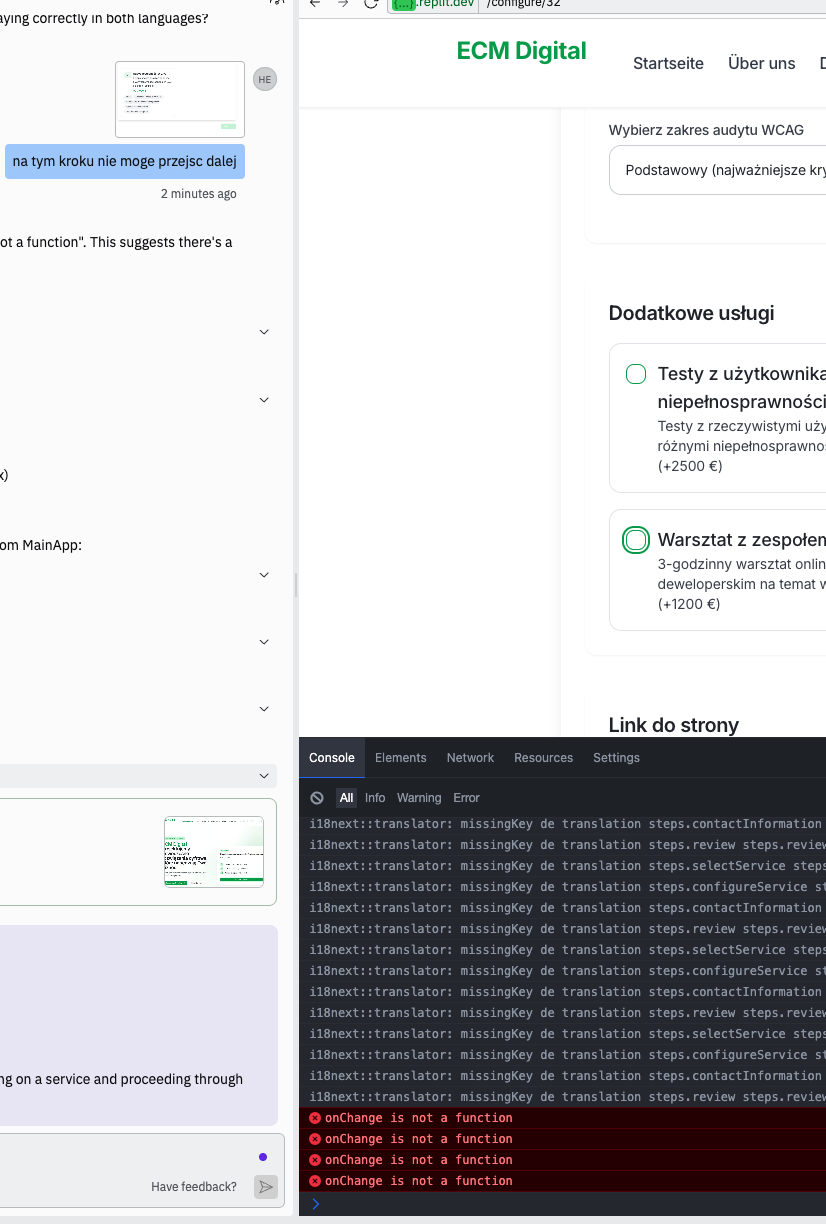 aying correctly in both languages?
HE
na tym kroku nie moge przejsc dalej
2 minutes ago
ot a function". This suggests there's a
x)
om MainApp:
ng on a service and proceeding through
Have feedback?
{...}.replit.dev /configure/32
ECM Digital
Startseite
Über uns
Wybierz zakres audytu WCAG
Podstawowy (najważniejsze kry
Dodatkowe usługi
Testy z użytkownika
niepełnosprawności
Testy z rzeczywistymi uży
różnymi niepełnosprawno
(+2500 €)
Warsztat z zespołem
3-godzinny warsztat onlin
deweloperskim na temat w
(+1200 €)
Link do strony
Console Elements Network Resources Settings
All Info Warning Error
i18next::translator: missingKey de translation steps.contactInformation
i18next::translator: missingKey de translation steps.review steps.review
i18next::translator: missingKey de translation steps.selectService steps
i18next::translator: missingKey de translation steps.configureService st
i18next::translator: missingKey de translation steps.contactInformation
i18next::translator: missingKey de translation steps.review steps.review
i18next::translator: missingKey de translation steps.selectService steps
i18next::translator: missingKey de translation steps.configureService st
i18next::translator: missingKey de translation steps.contactInformation
i18next::translator: missingKey de translation steps.review steps.review
i18next::translator: missingKey de translation steps.selectService steps
i18next::translator: missingKey de translation steps.configureService st
i18next::translator: missingKey de translation steps.contactInformation
i18next::translator: missingKey de translation steps.review steps.review
onChange is not a function
onChange is not a function
onChange is not a function
onChange is not a function